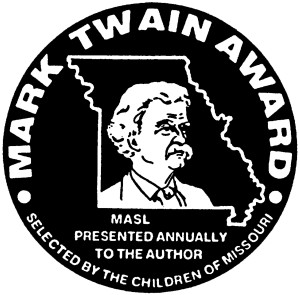 • MARK TWAIN AWARD •
MASL
PRESENTED ANNUALLY
TO THE AUTHOR
SELECTED BY THE CHILDREN OF MISSOURI